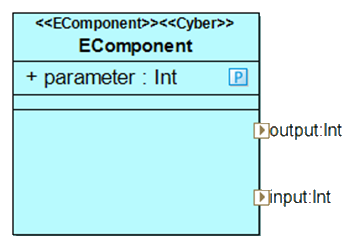 <<EComponent>><<Cyber>>
EComponent
+ parameter : Int P
output:Int
input:Int